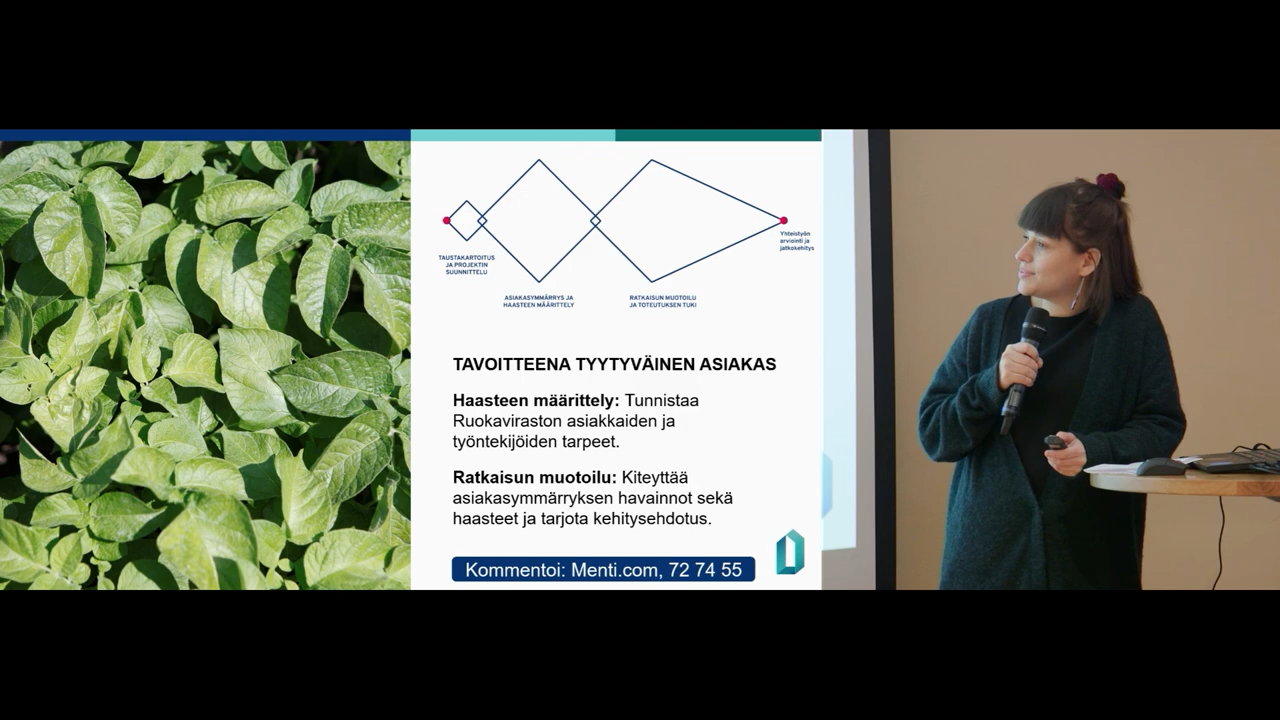 TAUSTAKARTOITUS
JA PROJEKTIN
SUUNNITTELU
ASIAKASYMMÄRRYS JA
HAASTEEN MÄÄRITTELY
RATKAISUN MUOTOILU
JA TOTEUTUKSEN TUKI
Yhteistyön
arviointi ja
jatkokehitys
TAVOITTEENA TYYTYVÄINEN ASIAKAS
Haasteen määrittely: Tunnistaa
Ruokaviraston asiakkaiden ja
työntekijöiden tarpeet.
Ratkaisun muotoilu: Kiteyttää
asiakasymmärryksen havainnot sekä
haasteet ja tarjota kehitysehdotus.
Kommentoi: Menti.com, 72 74 55